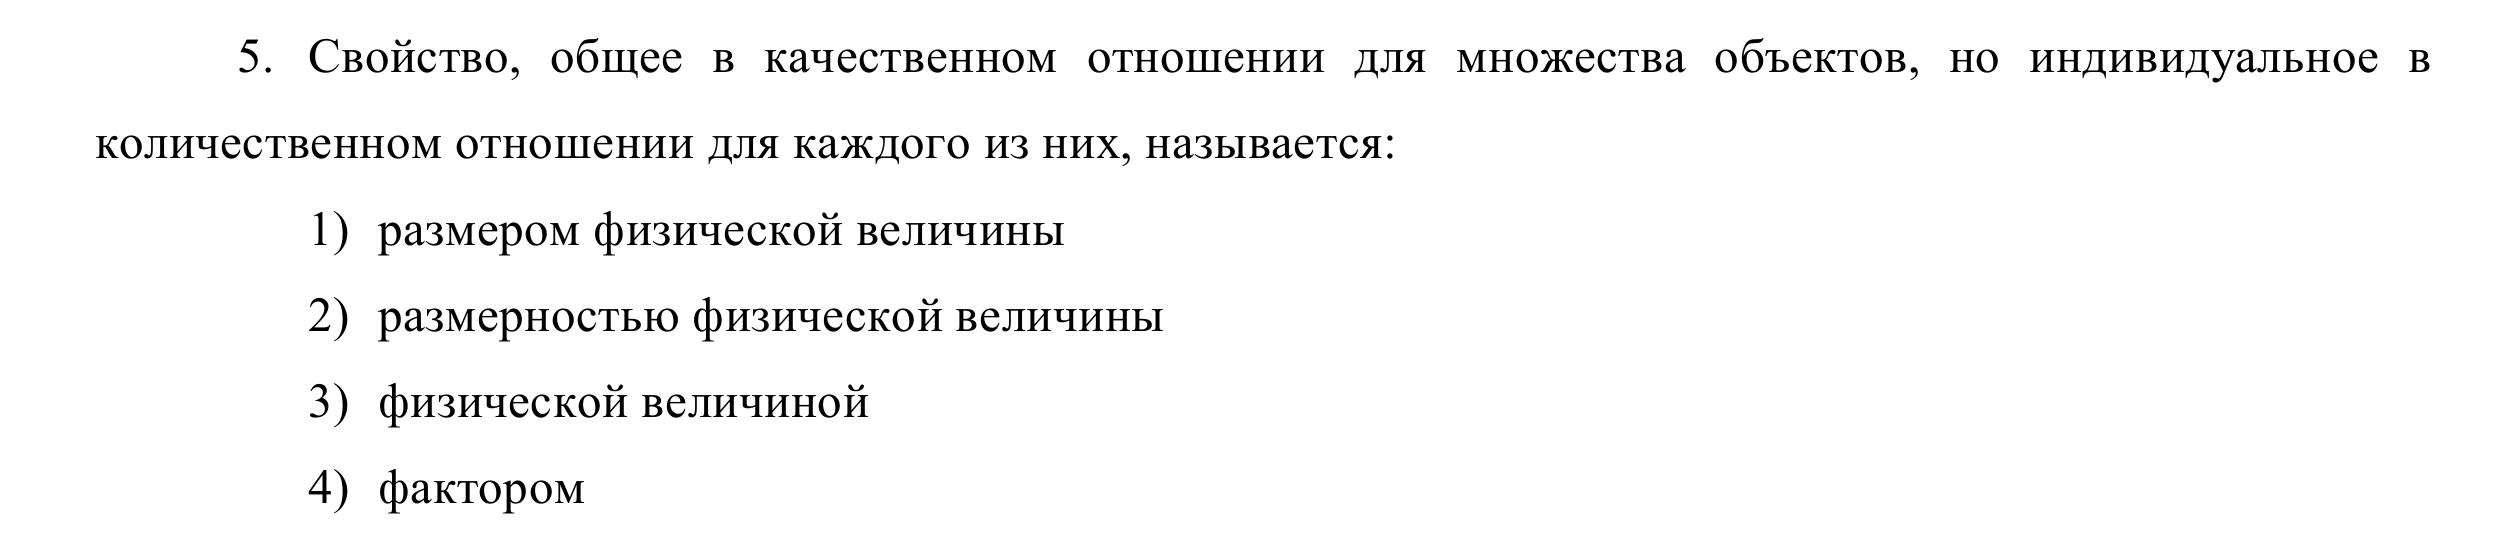 5. Свойство, общее в качественном отношении для множества объектов, но индивидуальное в
количественном отношении для каждого из них, называется:
1) размером физической величины
2) размерностью физической величины
3) физической величиной
4) фактором